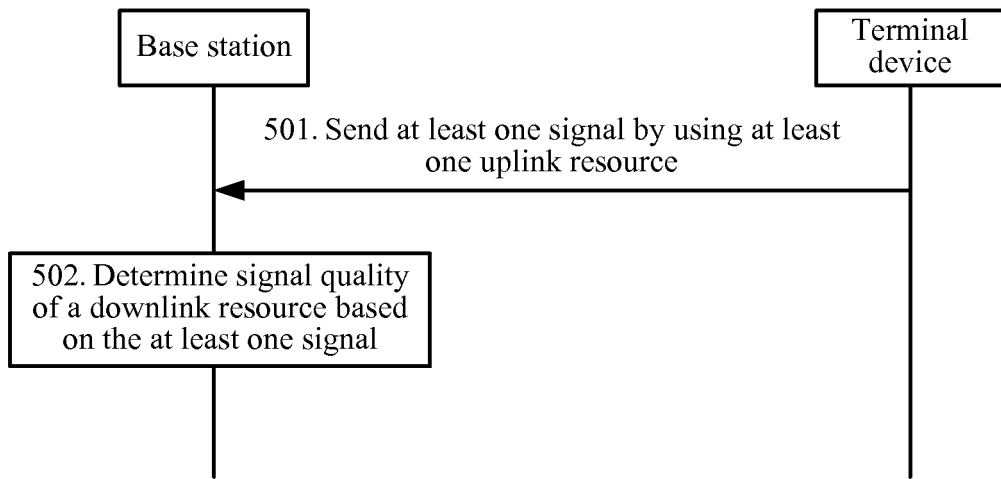 Base station
Terminal
device
501. Send at least one signal by using at least
one uplink resource
502. Determine signal quality
of a downlink resource based
on the at least one signal